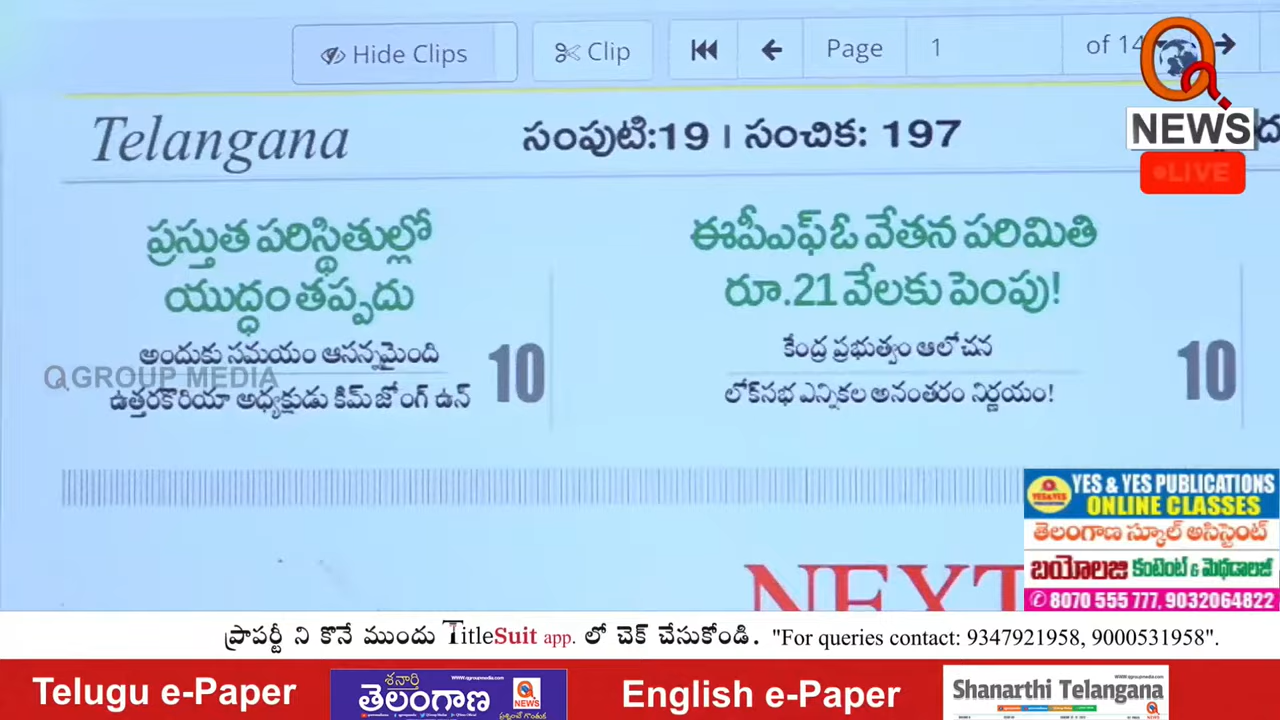 Hide Clips
Clip
Page
1
of 14
Q
NEWS
LIVE
Telangana
సంపుటి:19 | సంచిక: 197
ప్రస్తుత పరిస్థితుల్లో
యుద్ధం తప్పదు
అందుకు సమయం ఆసన్నమైంది
ఉత్తరకొరియా అధ్యక్షుడు కిమ్‌జోంగ్ ఉన్
10
Q GROUP MEDIA
ఈపీఎఫ్ఓ వేతన పరిమితి
రూ.21 వేలకు పెంపు!
కేంద్ర ప్రభుత్వం ఆలోచన
లోక్‌సభ ఎన్నికల అనంతరం నిర్ణయం!
10
NEXT
YES & YES PUBLICATIONS
ONLINE CLASSES
తెలంగాణ స్కూల్ అసిస్టెంట్
బయోలజి కంటెంట్ & మెథడాలజీ
8070 555 777, 9032064822
ప్రాపర్టీ ని కొనే ముందు TitleSuit app. లో చెక్ చేసుకోండి. "For queries contact: 9347921958, 9000531958".
Telugu e-Paper
శనార్తి
తెలంగాణ
NEWS
English e-Paper
Shanarthi Telangana